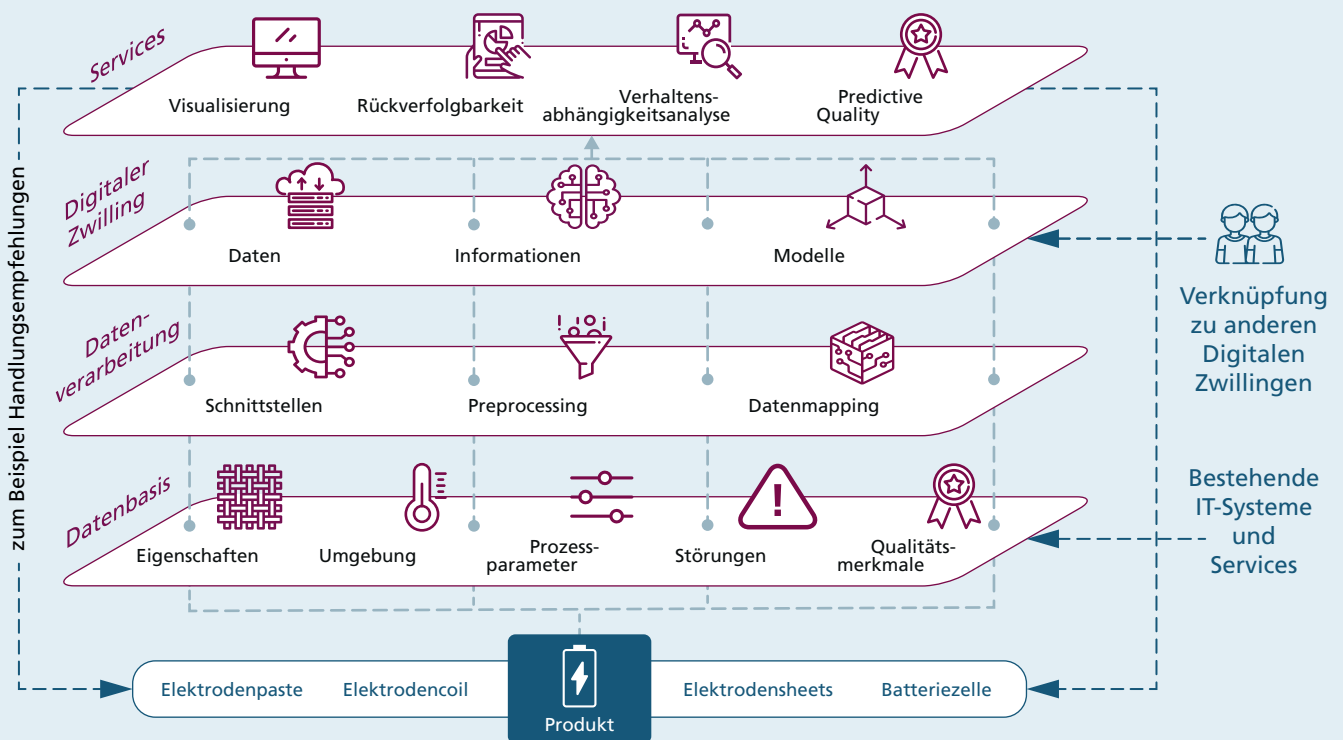 Services
Visualisierung
Rückverfolgbarkeit
Verhaltens-
abhängigkeitsanalyse
Predictive
Quality
zum Beispiel Handlungsempfehlungen
Digitaler
Zwilling
Daten
Informationen
Modelle
Verknüpfung
zu anderen
Digitalen
Zwillingen
Daten-
verarbeitung
Schnittstellen
Preprocessing
Datenmapping
Datenbasis
Eigenschaften
Umgebung
Prozess-
parameter
Störungen
Qualitäts-
merkmale
Bestehende
IT-Systeme
und
Services
Elektrodenpaste
Elektrodencoil
Produkt
Elektrodensheets
Batteriezelle